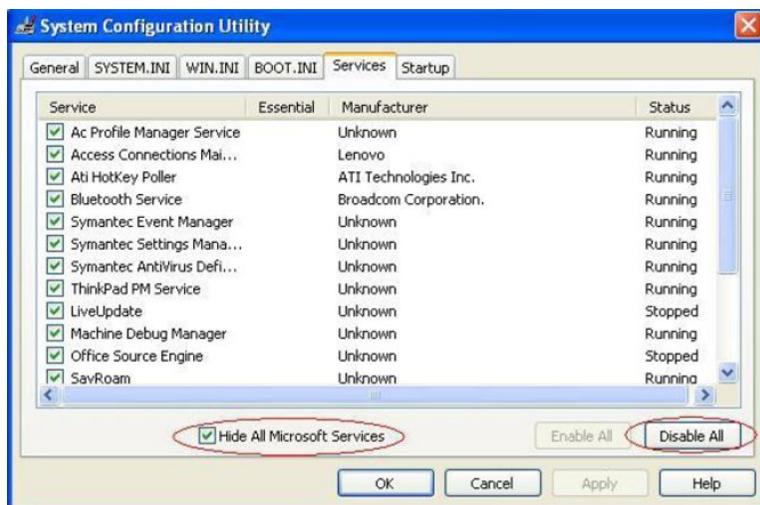 System Configuration Utility
General SYSTEM.INI WIN.INI BOOT.INI Services Startup
Service Essential Manufacturer Status
Ac Profile Manager Service Unknown Running
Access Connections Mai... Lenovo Running
Ati HotKey Poller ATI Technologies Inc. Running
Bluetooth Service Broadcom Corporation. Running
Symantec Event Manager Unknown Running
Symantec Settings Mana... Unknown Running
Symantec AntiVirus Defi... Unknown Running
ThinkPad PM Service Unknown Running
LiveUpdate Unknown Stopped
Machine Debug Manager Unknown Running
Office Source Engine Unknown Stopped
SavRoam Unknown Running
Hide All Microsoft Services Enable All Disable All
OK Cancel Apply Help